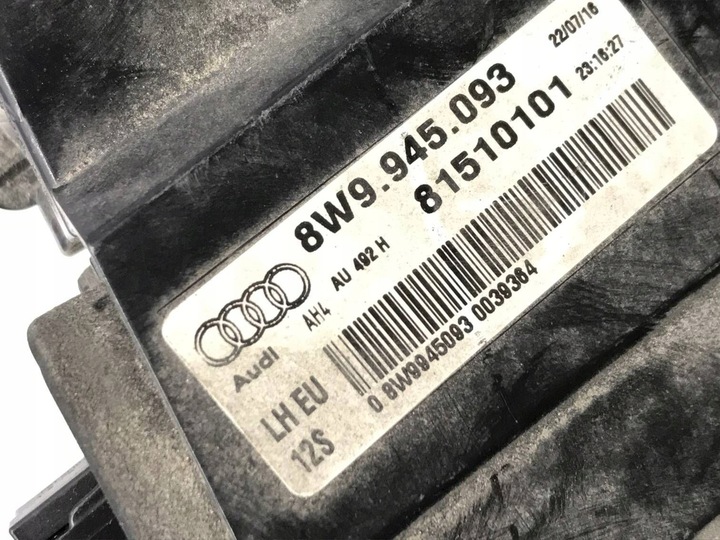 8W9.945.093
22/07/16
81510101
23:16:27
Audi
AH4
AU 492 H
LH EU
12S
0 8W9945093 0039364